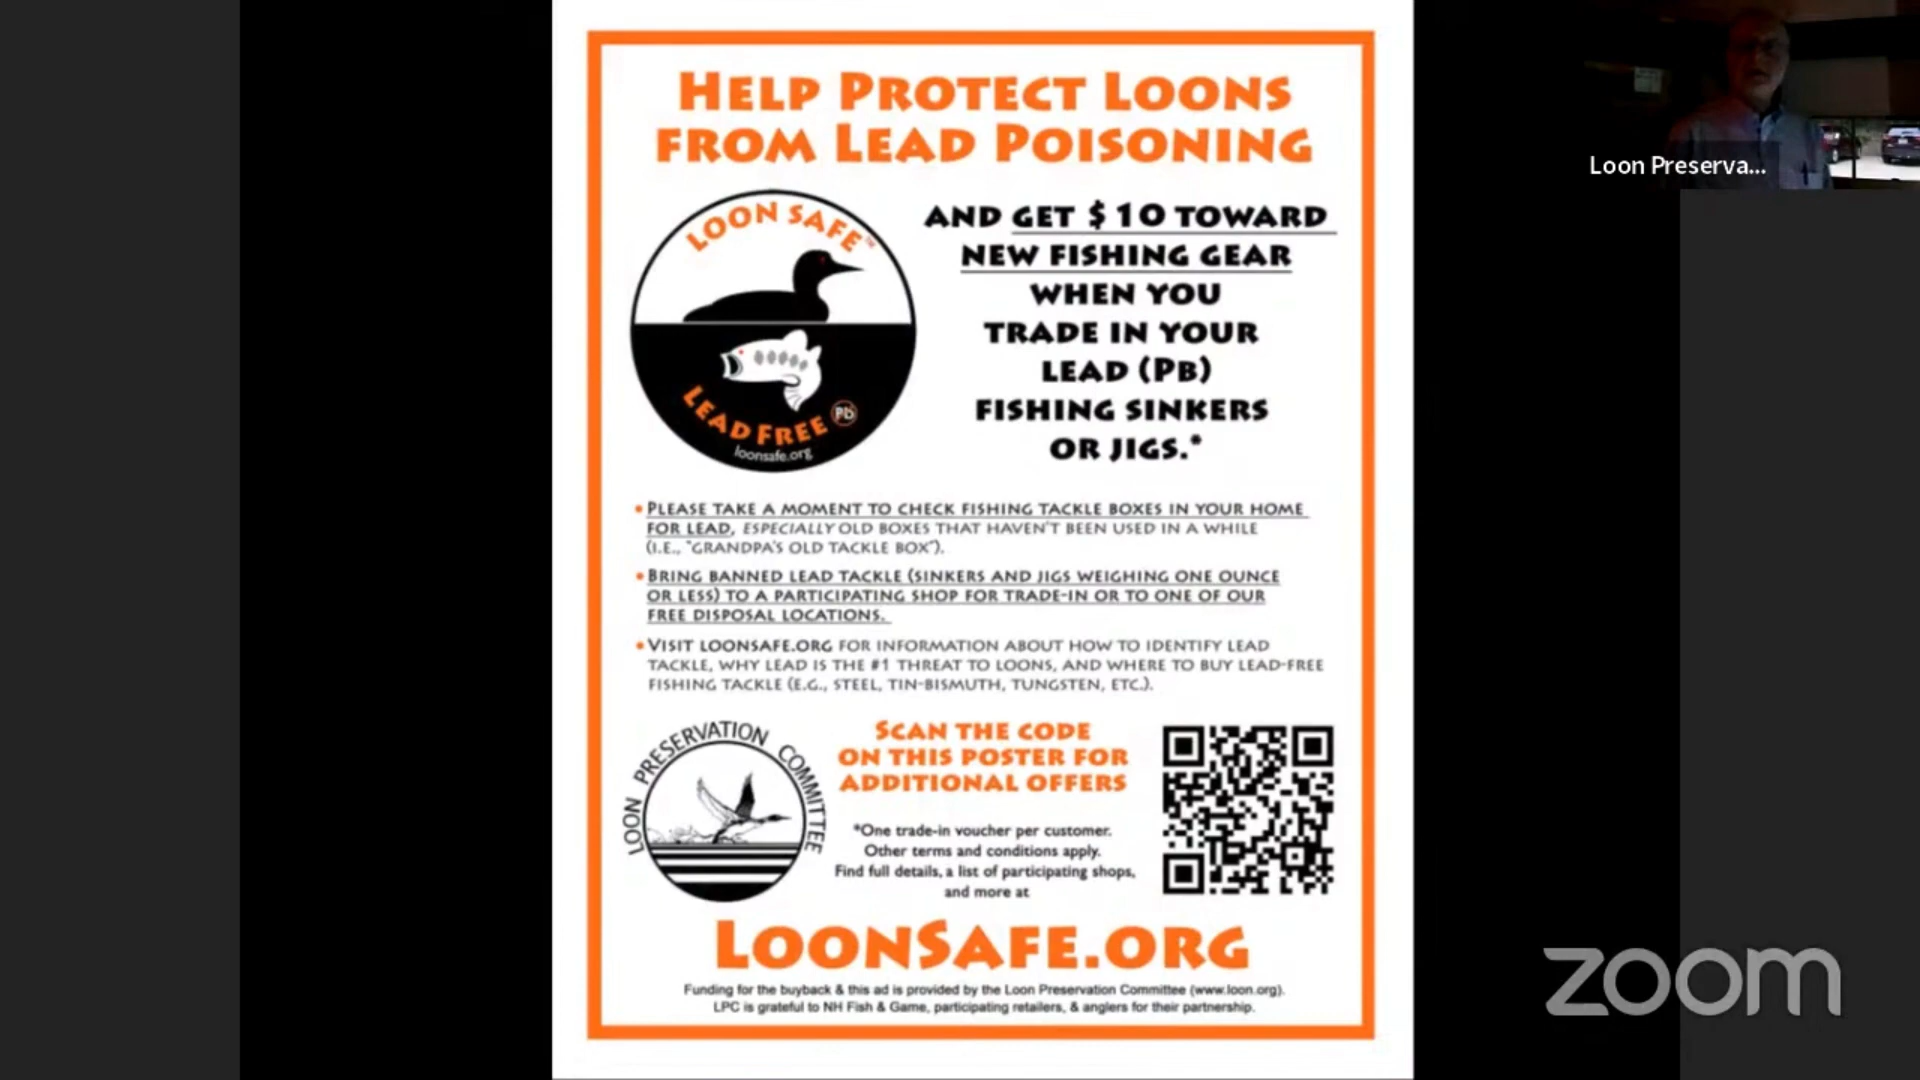 HELP PROTECT LOONS
FROM LEAD POISONING
LOON SAFE™
LEAD FREE Pb
loonsafe.org
AND GET $10 TOWARD
NEW FISHING GEAR
WHEN YOU
TRADE IN YOUR
LEAD (PB)
FISHING SINKERS
OR JIGS.*
• PLEASE TAKE A MOMENT TO CHECK FISHING TACKLE BOXES IN YOUR HOME
FOR LEAD, ESPECIALLY OLD BOXES THAT HAVEN'T BEEN USED IN A WHILE
(I.E., "GRANDPA'S OLD TACKLE BOX").
• BRING BANNED LEAD TACKLE (SINKERS AND JIGS WEIGHING ONE OUNCE
OR LESS) TO A PARTICIPATING SHOP FOR TRADE-IN OR TO ONE OF OUR
FREE DISPOSAL LOCATIONS.
• VISIT LOONSAFE.ORG FOR INFORMATION ABOUT HOW TO IDENTIFY LEAD
TACKLE, WHY LEAD IS THE #1 THREAT TO LOONS, AND WHERE TO BUY LEAD-FREE
FISHING TACKLE (E.G., STEEL, TIN-BISMUTH, TUNGSTEN, ETC.).
LOON PRESERVATION COMMITTEE
SCAN THE CODE
ON THIS POSTER FOR
ADDITIONAL OFFERS
*One trade-in voucher per customer.
Other terms and conditions apply.
Find full details, a list of participating shops,
and more at
LOONSAFE.ORG
Funding for the buyback & this ad is provided by the Loon Preservation Committee (www.loon.org).
LPC is grateful to NH Fish & Game, participating retailers, & anglers for their partnership.
Loon Preserva...
zoom